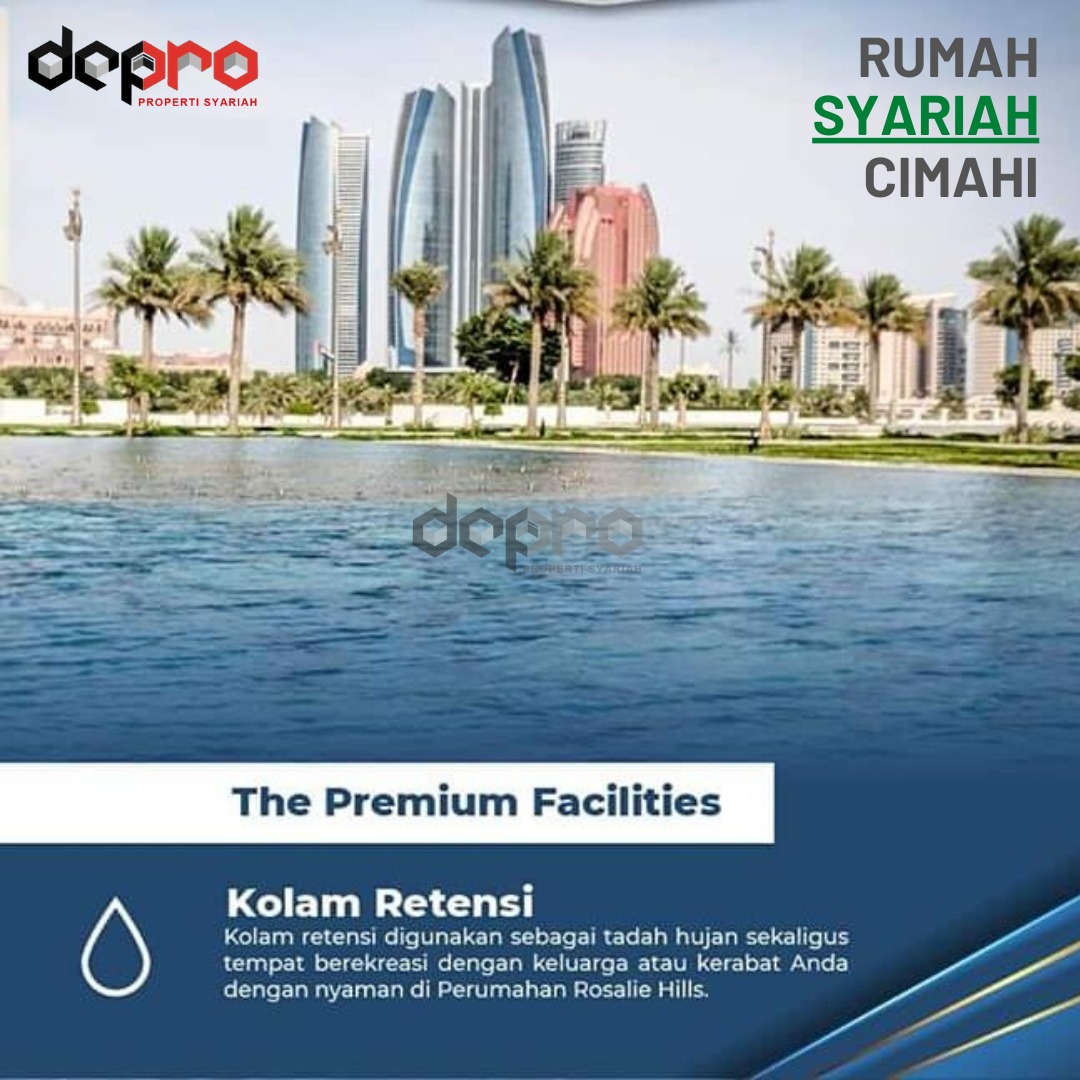 depro
PROPERTI SYARIAH
RUMAH
SYARIAH
CIMAHI
depro
PROPERTI SYARIAH
The Premium Facilities
Kolam Retensi
Kolam retensi digunakan sebagai tadah hujan sekaligus
tempat berekreasi dengan keluarga atau kerabat Anda
dengan nyaman di Perumahan Rosalie Hills.